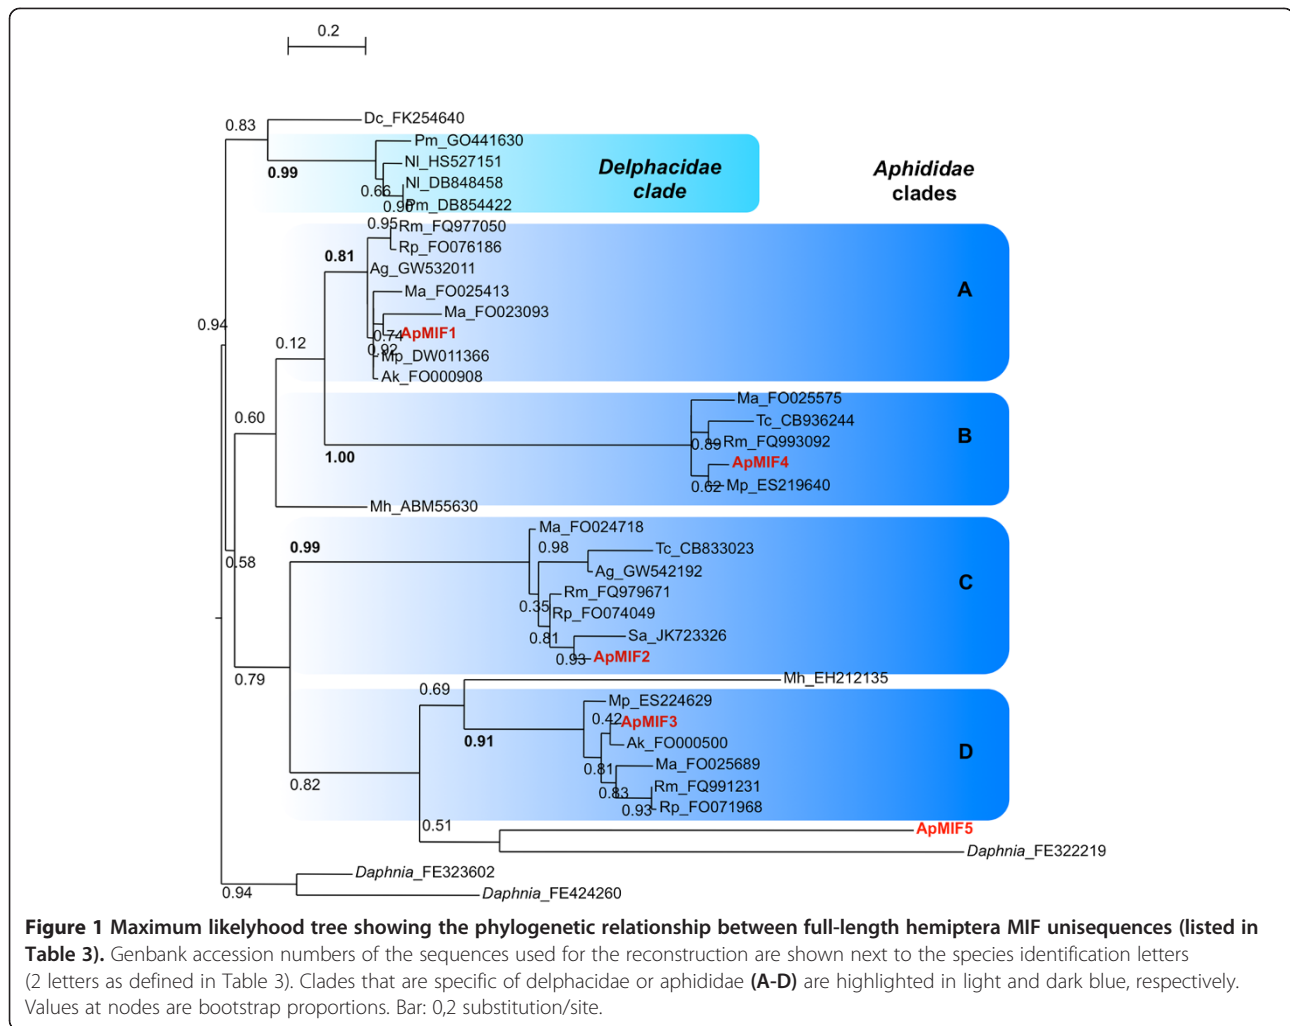 0.2
Dc_FK254640
0.83
Pm_GO441630
Nl_HS527151
0.99
Delphacidae
clade
Aphididae
clades
Nl_DB848458
0.66
0.90
Pm_DB854422
0.95
Rm_FQ977050
Rp_FO076186
0.81
Ag_GW532011
Ma_FO025413
A
Ma_FO023093
0.94
ApMIF1
0.74
0.12
0.92
Mp_DW011366
Ak_FO000908
Ma_FO025575
0.60
Tc_CB936244
B
0.89
Rm_FQ993092
1.00
ApMIF4
0.62
Mp_ES219640
Mh_ABM55630
Ma_FO024718
0.99
0.98
Tc_CB833023
0.58
Ag_GW542192
C
Rm_FQ979671
0.35
Rp_FO074049
0.81
Sa_JK723326
0.93
ApMIF2
0.79
Mh_EH212135
0.69
Mp_ES224629
0.42
ApMIF3
0.91
Ak_FO000500
D
0.81
Ma_FO025689
0.82
0.83
Rm_FQ991231
0.93
Rp_FO071968
0.51
ApMIF5
Daphnia_FE322219
Daphnia_FE323602
0.94
Daphnia_FE424260
Figure 1 Maximum likelyhood tree showing the phylogenetic relationship between full-length hemiptera MIF unisequences (listed in
Table 3). Genbank accession numbers of the sequences used for the reconstruction are shown next to the species identification letters
(2 letters as defined in Table 3). Clades that are specific of delphacidae or aphididae (A-D) are highlighted in light and dark blue, respectively.
Values at nodes are bootstrap proportions. Bar: 0,2 substitution/site.